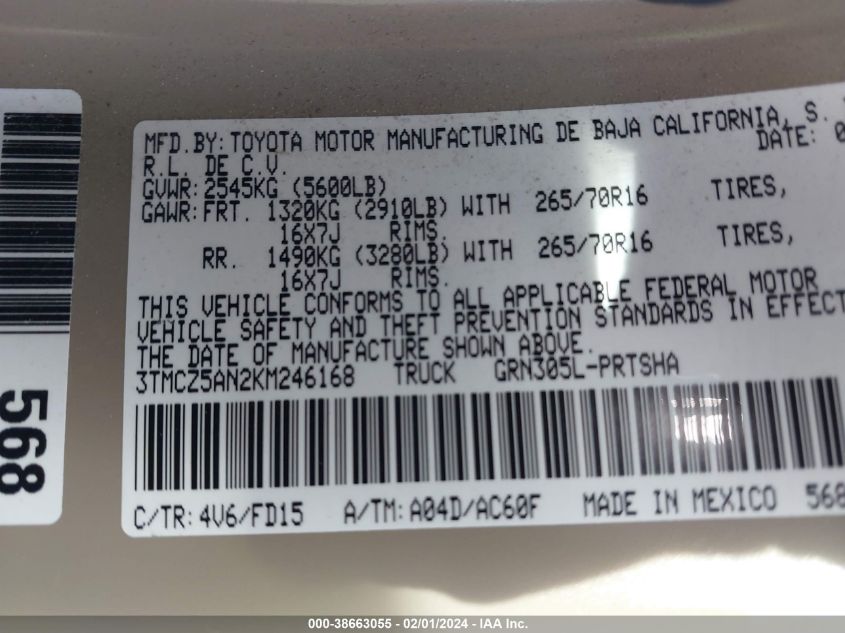 MFD.BY: TOYOTA MOTOR MANUFACTURING DE BAJA CALIFORNIA, S.
R.L. DE C.V. DATE: 0
GVWR: 2545KG (5600LB)
GAWR: FRT. 1320KG (2910LB) WITH 265/70R16 TIRES,
16X7J RIMS.
RR. 1490KG (3280LB) WITH 265/70R16 TIRES,
16X7J RIMS.
THIS VEHICLE CONFORMS TO ALL APPLICABLE FEDERAL MOTOR
VEHICLE SAFETY AND THEFT PREVENTION STANDARDS IN EFFECT
THE DATE OF MANUFACTURE SHOWN ABOVE.
3TMCZ5AN2KM246168 TRUCK GRN305L-PRTSHA
C/TR: 4V6/FD15 A/TM: A04D/AC60F MADE IN MEXICO 568
568
000-38663055 - 02/01/2024 - IAA Inc.